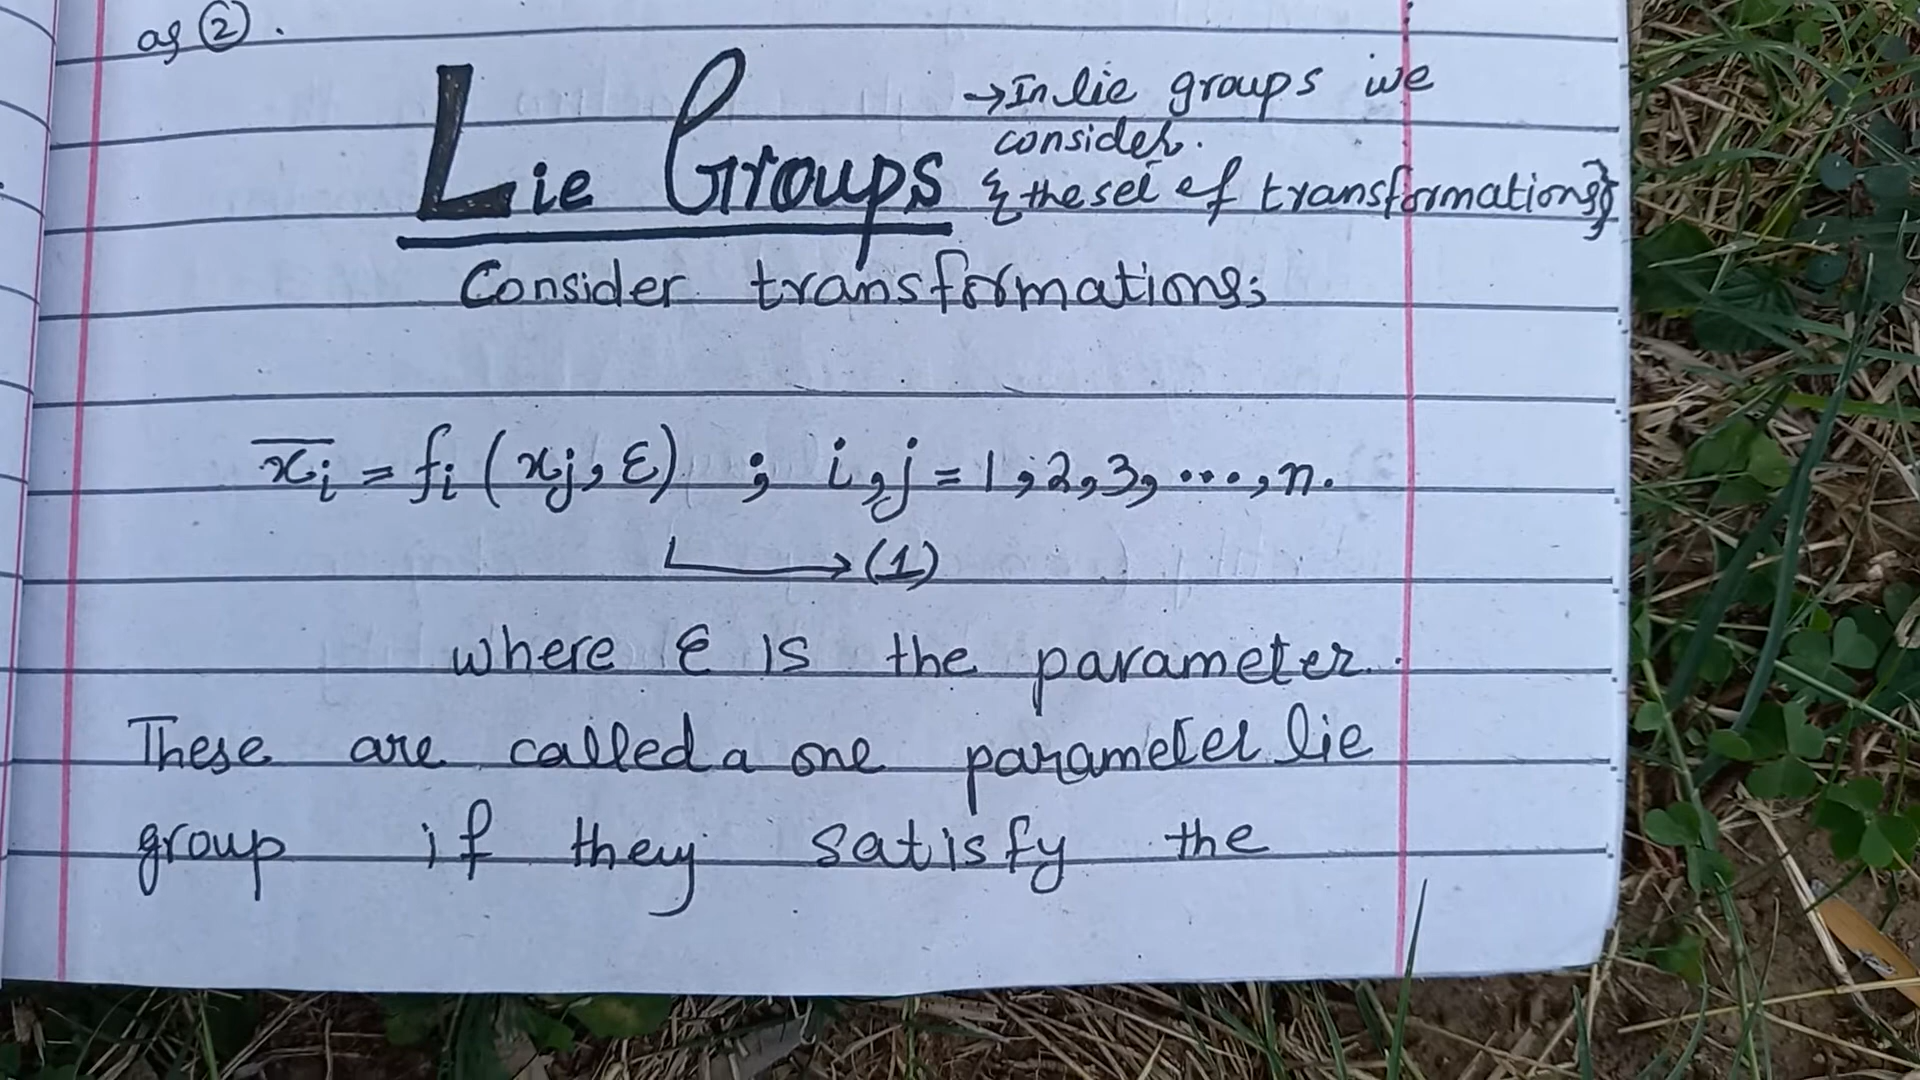 as ②.
Lie Groups
→In lie groups we
consider.
{the set of transformations}
Consider transformations;
x̄i = fi (xj, ε) ; i, j = 1, 2, 3, ..., n.
→(1)
where ε is the parameter.
These are called a one parameter lie
group if they satisfy the